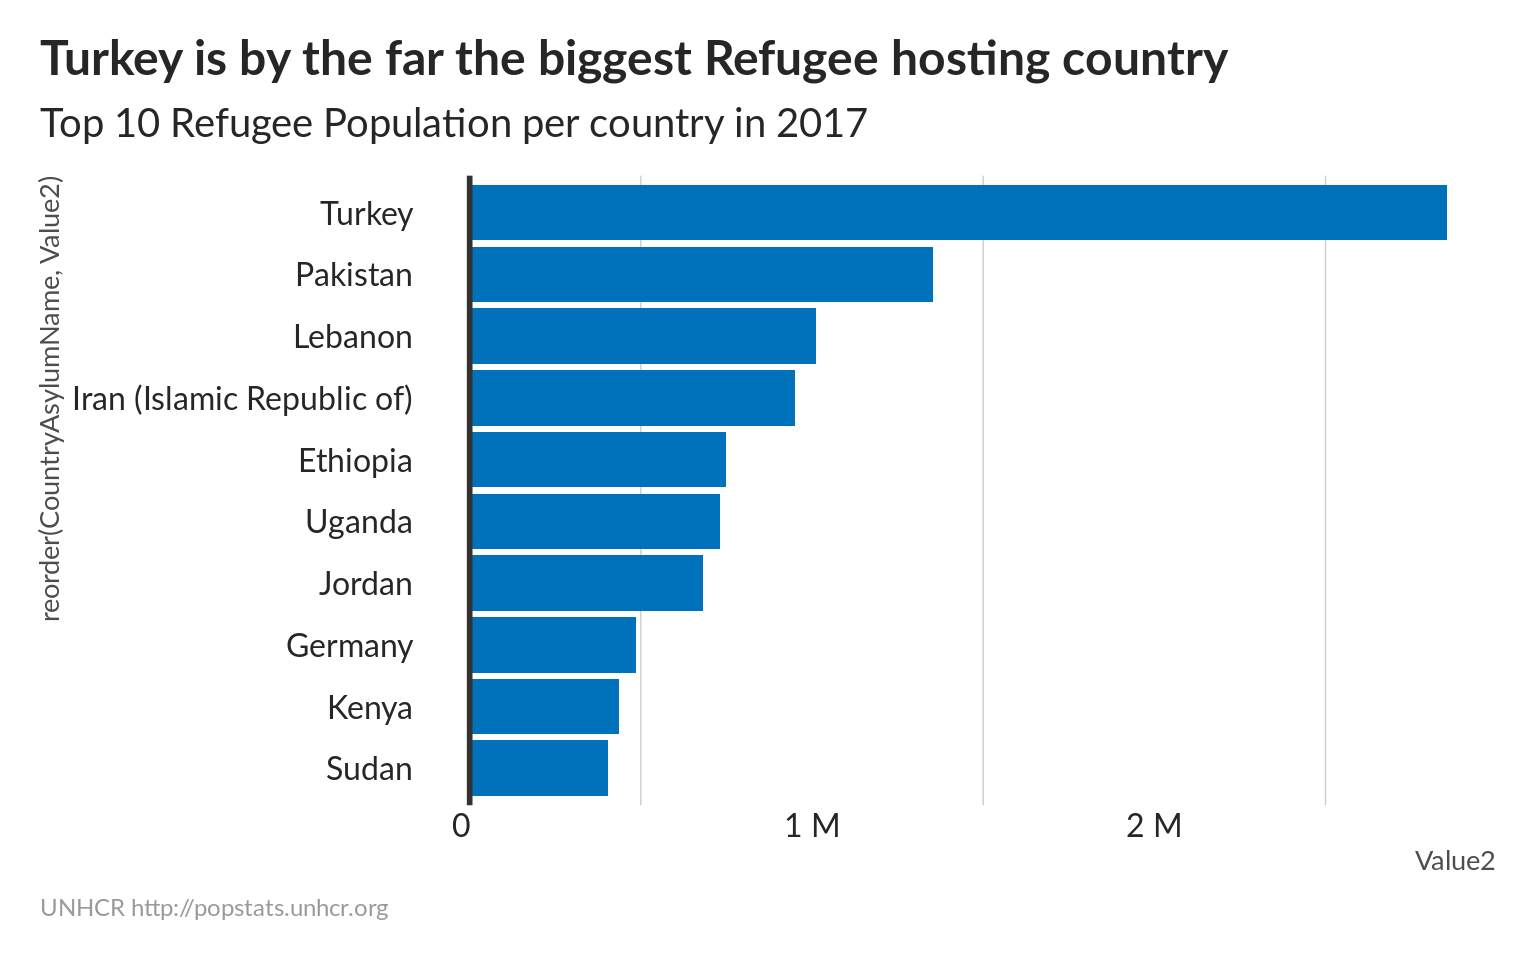 Turkey is by the far the biggest Refugee hosting country
Top 10 Refugee Population per country in 2017
reorder(CountryAsylumName, Value2)
Turkey
Pakistan
Lebanon
Iran (Islamic Republic of)
Ethiopia
Uganda
Jordan
Germany
Kenya
Sudan
0 1 M 2 M
Value2
UNHCR http://popstats.unhcr.org